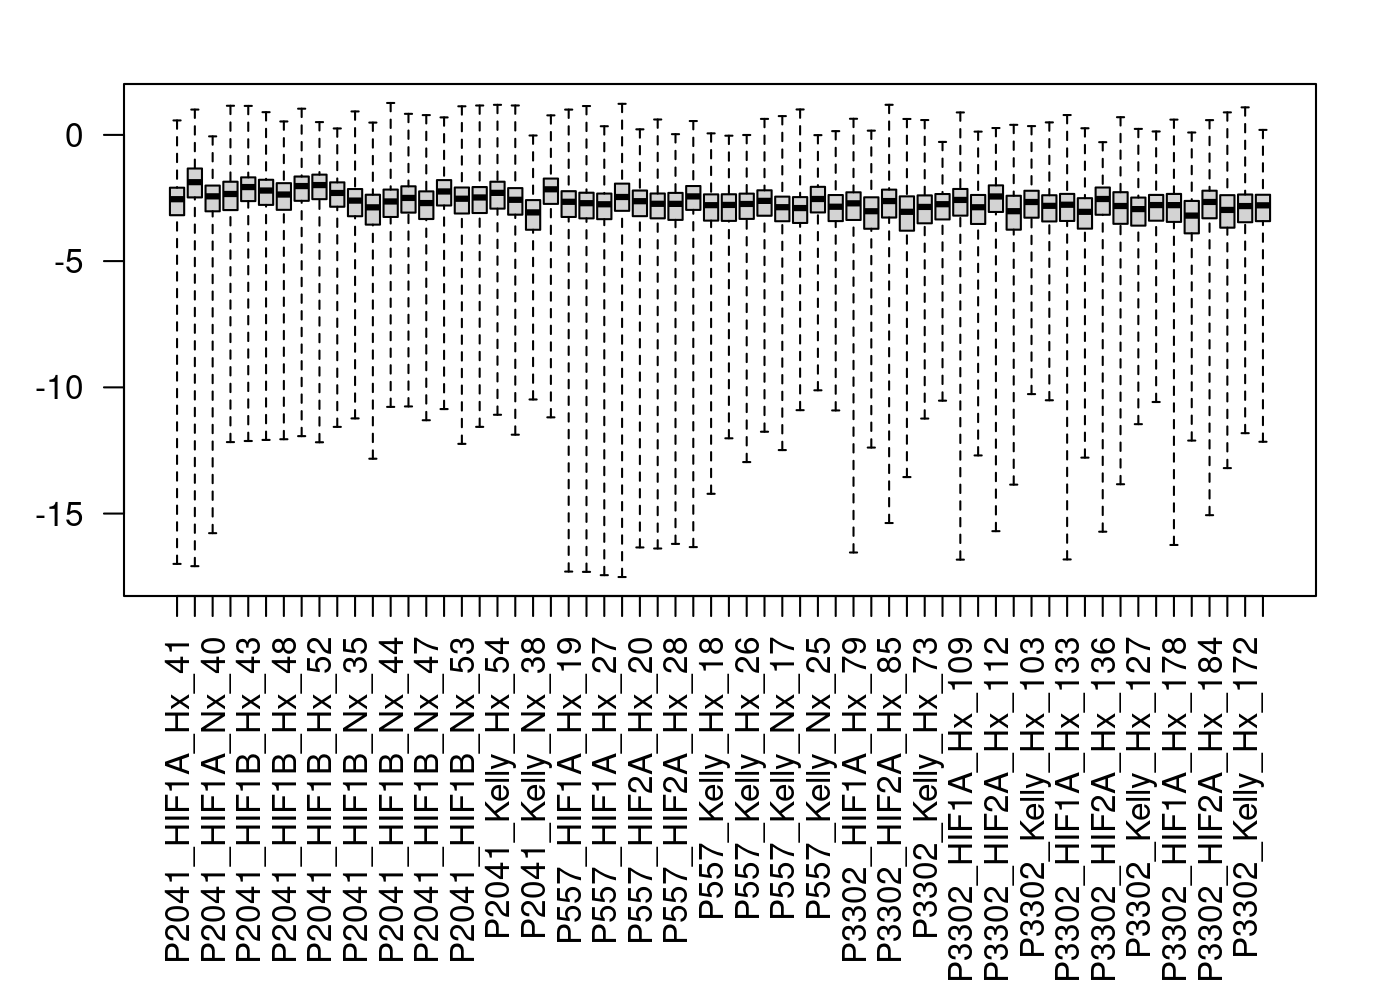 0
-5
-10
-15
P2041_HIF1A_Hx_41
P2041_HIF1A_Nx_40
P2041_HIF1B_Hx_43
P2041_HIF1B_Hx_48
P2041_HIF1B_Hx_52
P2041_HIF1B_Nx_35
P2041_HIF1B_Nx_44
P2041_HIF1B_Nx_47
P2041_HIF1B_Nx_53
P2041_Kelly_Hx_54
P2041_Kelly_Nx_38
P557_HIF1A_Hx_19
P557_HIF1A_Hx_27
P557_HIF2A_Hx_20
P557_HIF2A_Hx_28
P557_Kelly_Hx_18
P557_Kelly_Hx_26
P557_Kelly_Nx_17
P557_Kelly_Nx_25
P3302_HIF1A_Hx_79
P3302_HIF2A_Hx_85
P3302_Kelly_Hx_73
P3302_HIF1A_Hx_109
P3302_HIF2A_Hx_112
P3302_Kelly_Hx_103
P3302_HIF1A_Hx_133
P3302_HIF2A_Hx_136
P3302_Kelly_Hx_127
P3302_HIF1A_Hx_178
P3302_HIF2A_Hx_184
P3302_Kelly_Hx_172